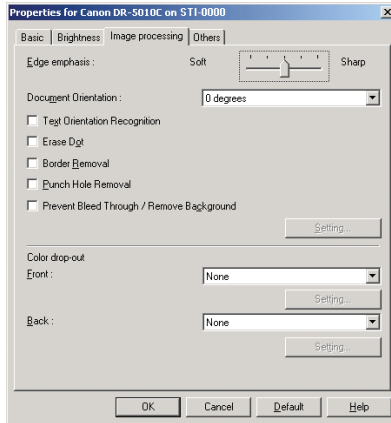 Properties for Canon DR-5010C on STI-0000
Basic Brightness Image processing Others
Edge emphasis : Soft Sharp
Document Orientation : 0 degrees
Text Orientation Recognition
Erase Dot
Border Removal
Punch Hole Removal
Prevent Bleed Through / Remove Background
Setting...
Color drop-out
Front : None
Setting...
Back : None
Setting...
OK Cancel Default Help